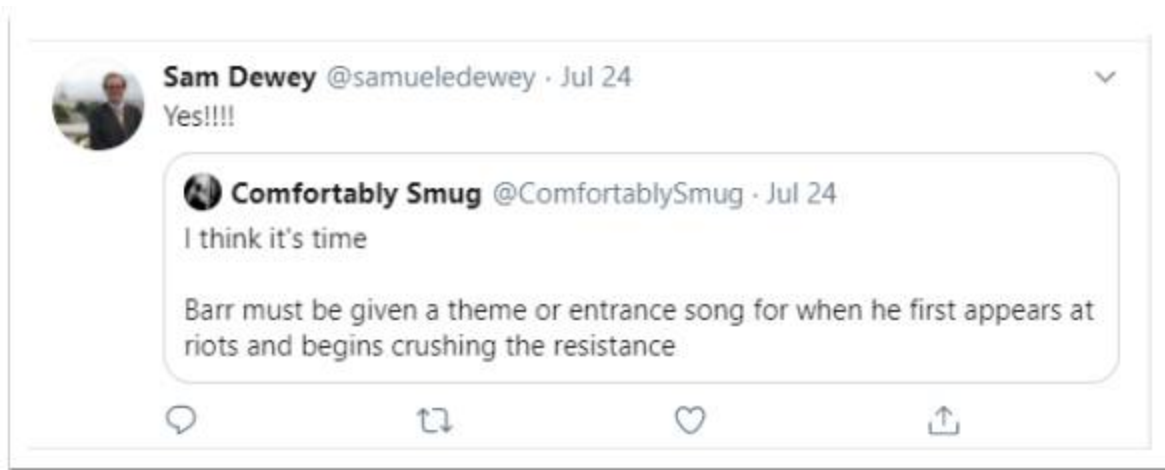 Sam Dewey @samueledewey · Jul 24
Yes!!!!
Comfortably Smug @ComfortablySmug · Jul 24
I think it's time
Barr must be given a theme or entrance song for when he first appears at
riots and begins crushing the resistance